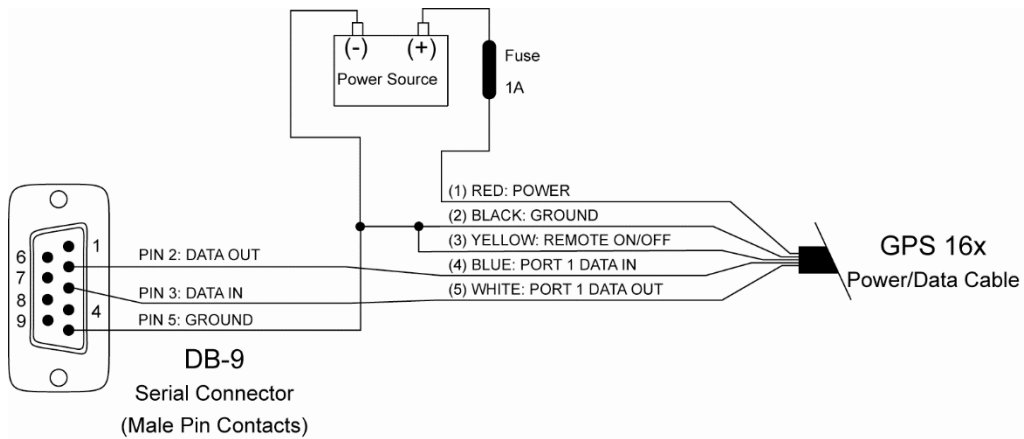 (-) (+)
Power Source
Fuse
1A
(1) RED: POWER
(2) BLACK: GROUND
(3) YELLOW: REMOTE ON/OFF
(4) BLUE: PORT 1 DATA IN
(5) WHITE: PORT 1 DATA OUT
GPS 16x
Power/Data Cable
1
6
7
8
9
4
PIN 2: DATA OUT
PIN 3: DATA IN
PIN 5: GROUND
DB-9
Serial Connector
(Male Pin Contacts)